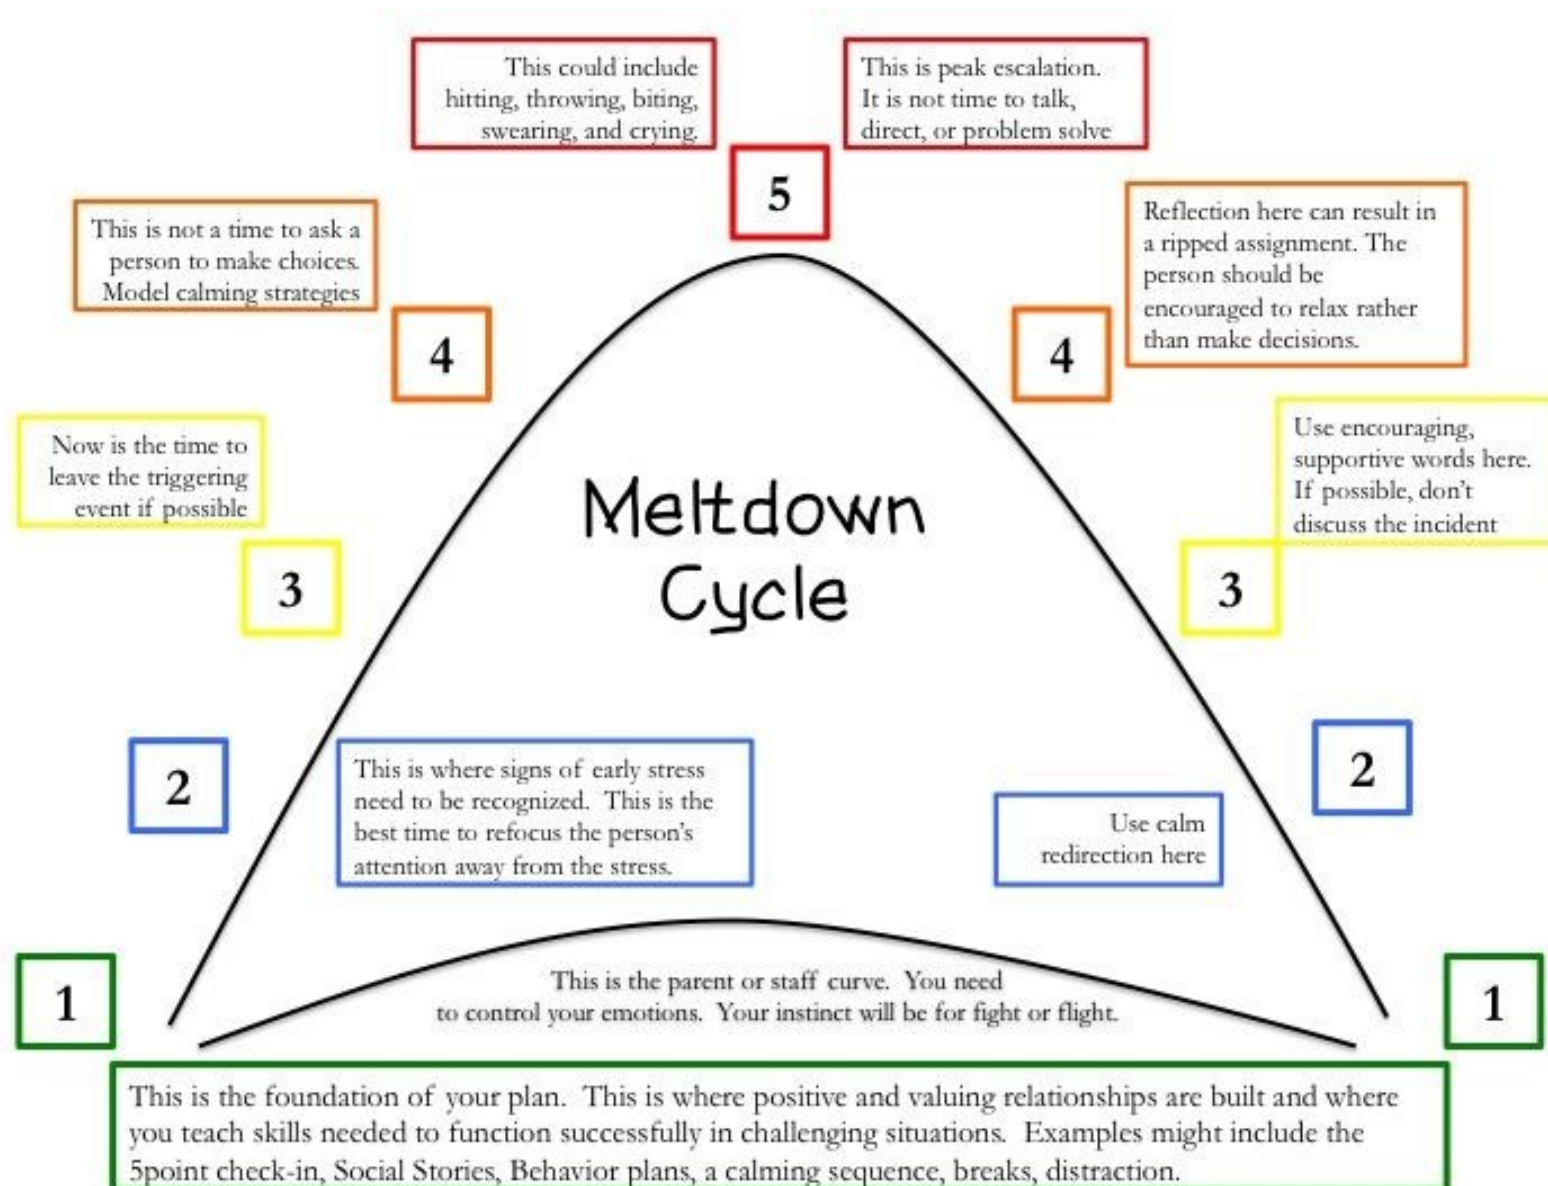 This could include
hitting, throwing, biting,
swearing, and crying.
This is peak escalation.
It is not time to talk,
direct, or problem solve
5
This is not a time to ask a
person to make choices.
Model calming strategies
4
4
Reflection here can result in
a ripped assignment. The
person should be
encouraged to relax rather
than make decisions.
Now is the time to
leave the triggering
event if possible
3
Meltdown
Cycle
Use encouraging,
supportive words here.
If possible, don't
discuss the incident
3
2
This is where signs of early stress
need to be recognized. This is the
best time to refocus the person's
attention away from the stress.
Use calm
redirection here
2
1
This is the parent or staff curve. You need
to control your emotions. Your instinct will be for fight or flight.
1
This is the foundation of your plan. This is where positive and valuing relationships are built and where
you teach skills needed to function successfully in challenging situations. Examples might include the
5point check-in, Social Stories, Behavior plans, a calming sequence, breaks, distraction.